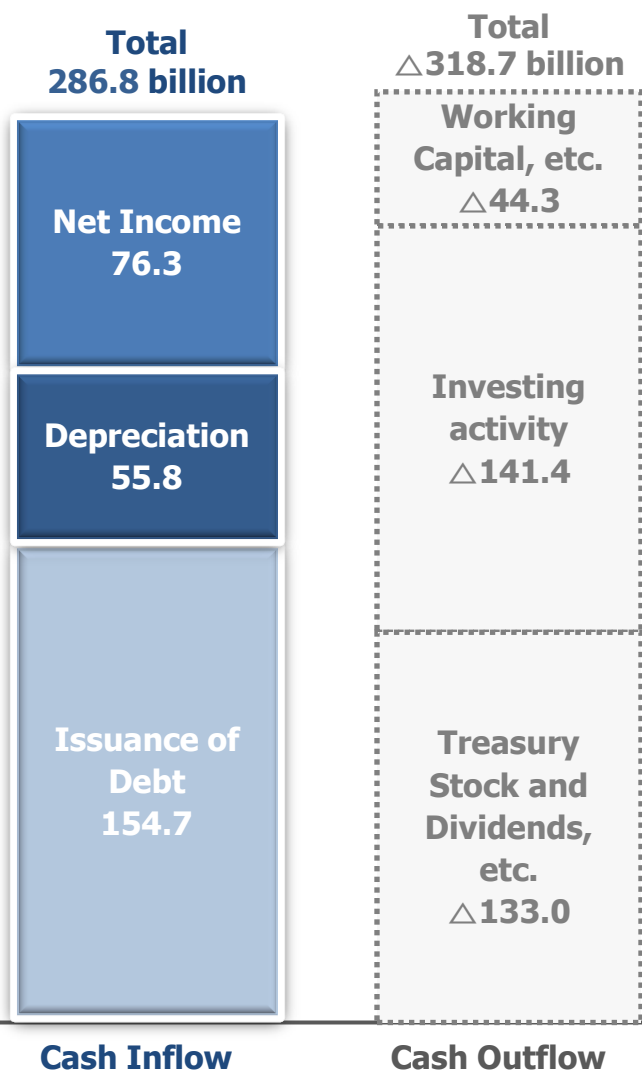 Total
286.8 billion
Net Income
76.3
Depreciation
55.8
Issuance of
Debt
154.7
Cash Inflow
Total
△318.7 billion
Working
Capital, etc.
△44.3
Investing
activity
△141.4
Treasury
Stock and
Dividends,
etc.
△133.0
Cash Outflow